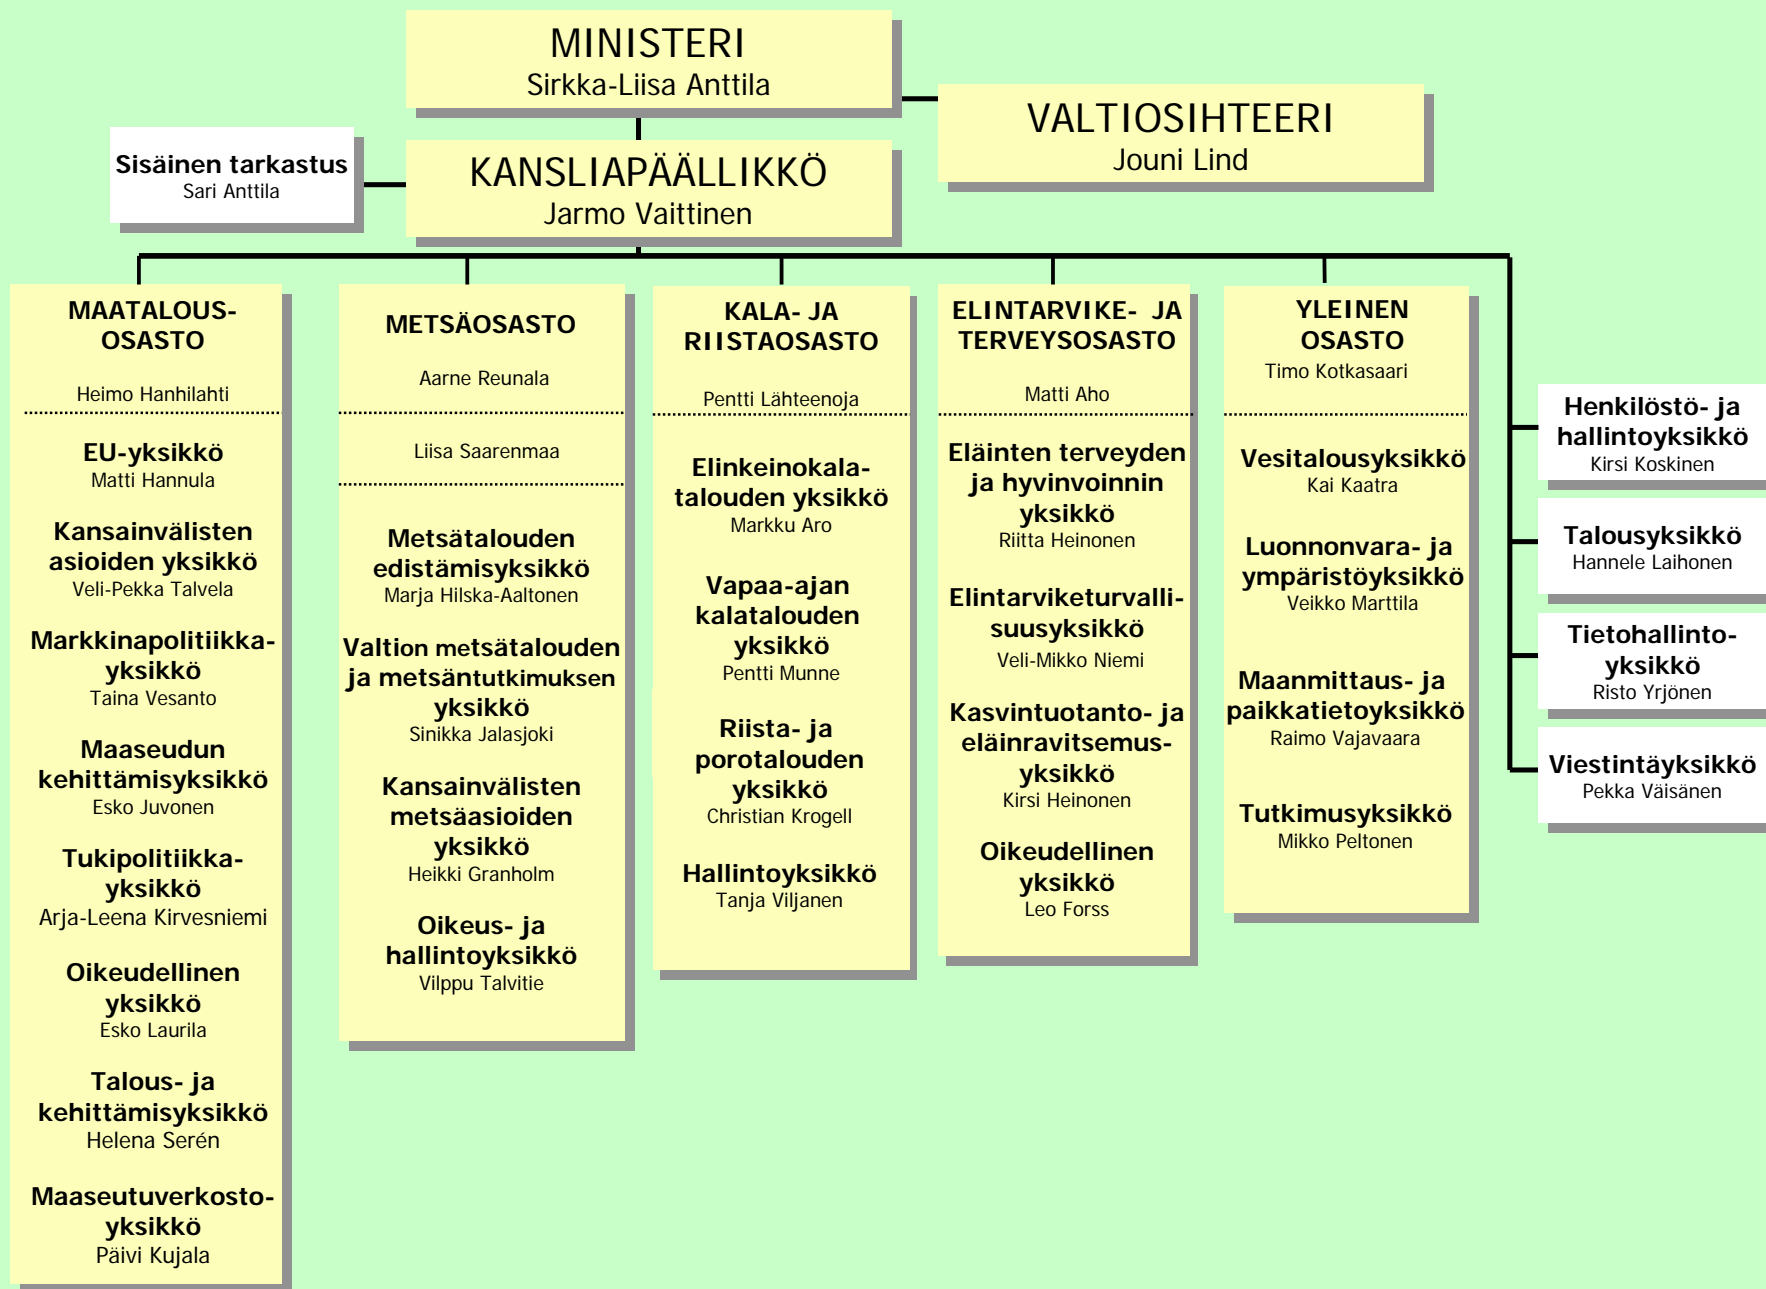 MINISTERI
Sirkka-Liisa Anttila
VALTIOSIHTEERI
Jouni Lind
Sisäinen tarkastus
Sari Anttila
KANSLIAPÄÄLLIKKÖ
Jarmo Vaittinen
MAATALOUS-
OSASTO
Heimo Hanhilahti
EU-yksikkö
Matti Hannula
Kansainvälisten
asioiden yksikkö
Veli-Pekka Talvela
Markkinapolitiikka-
yksikkö
Taina Vesanto
Maaseudun
kehittämisyksikkö
Esko Juvonen
Tukipolitiikka-
yksikkö
Arja-Leena Kirvesniemi
Oikeudellinen
yksikkö
Esko Laurila
Talous- ja
kehittämisyksikkö
Helena Serén
Maaseutuverkosto-
yksikkö
Päivi Kujala
METSÄOSASTO
Aarne Reunala
Liisa Saarenmaa
Metsätalouden
edistämisyksikkö
Marja Hilska-Aaltonen
Valtion metsätalouden
ja metsäntutkimuksen
yksikkö
Sinikka Jalasjoki
Kansainvälisten
metsäasioiden
yksikkö
Heikki Granholm
Oikeus- ja
hallintoyksikkö
Vilppu Talvitie
KALA- JA
RIISTAOSASTO
Pentti Lähteenoja
Elinkeinokala-
talouden yksikkö
Markku Aro
Vapaa-ajan
kalatalouden
yksikkö
Pentti Munne
Riista- ja
porotalouden
yksikkö
Christian Krogell
Hallintoyksikkö
Tanja Viljanen
ELINTARVIKE- JA
TERVEYSOSASTO
Matti Aho
Eläinten terveyden
ja hyvinvoinnin
yksikkö
Riitta Heinonen
Elintarviketurvalli-
suusyksikkö
Veli-Mikko Niemi
Kasvintuotanto- ja
eläinravitsemus-
yksikkö
Kirsi Heinonen
Oikeudellinen
yksikkö
Leo Forss
YLEINEN
OSASTO
Timo Kotkasaari
Vesitalousyksikkö
Kai Kaatra
Luonnonvara- ja
ympäristöyksikkö
Veikko Marttila
Maanmittaus- ja
paikkatietoyksikkö
Raimo Vajavaara
Tutkimusyksikkö
Mikko Peltonen
Henkilöstö- ja
hallintoyksikkö
Kirsi Koskinen
Talousyksikkö
Hannele Laihonen
Tietohallinto-
yksikkö
Risto Yrjönen
Viestintäyksikkö
Pekka Väisänen